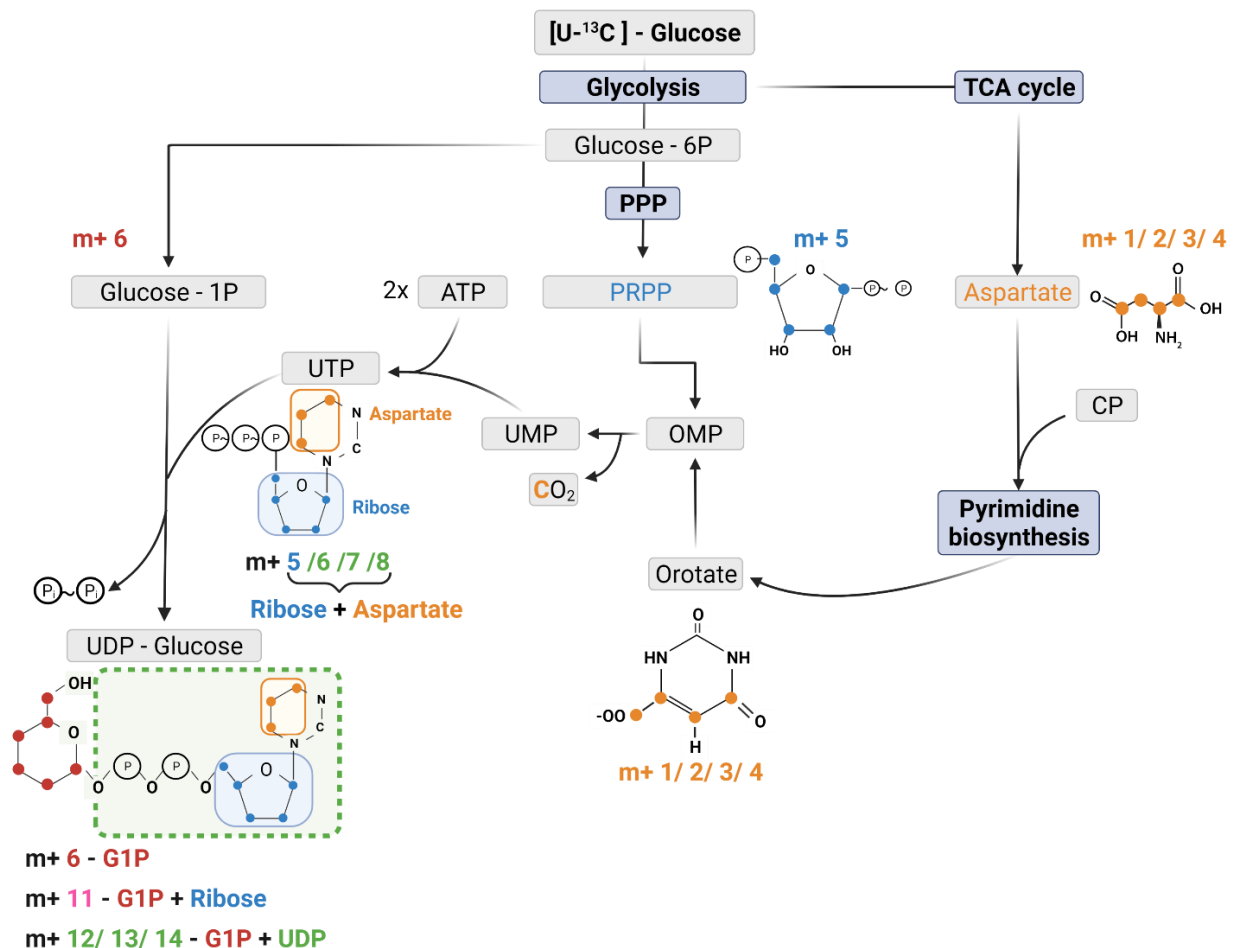 [U-¹³C ] - Glucose
Glycolysis
TCA cycle
Glucose - 6P
PPP
m+ 6
m+ 5
m+ 1/ 2/ 3/ 4
Glucose - 1P
2x
ATP
PRPP
P
O
P~ P
HO
OH
Aspartate
O
O
OH
OH
NH₂
UTP
Aspartate
N
C
N
P~ P~ P
O
Ribose
UMP
OMP
CP
CO₂
Pyrimidine
biosynthesis
m+ 5 /6 /7 /8
Ribose + Aspartate
Pᵢ~Pᵢ
Orotate
UDP - Glucose
O
HN
NH
-OO
O
H
m+ 1/ 2/ 3/ 4
OH
O
O
P
O
P
O
O
N
C
N
m+ 6 - G1P
m+ 11 - G1P + Ribose
m+ 12/ 13/ 14 - G1P + UDP